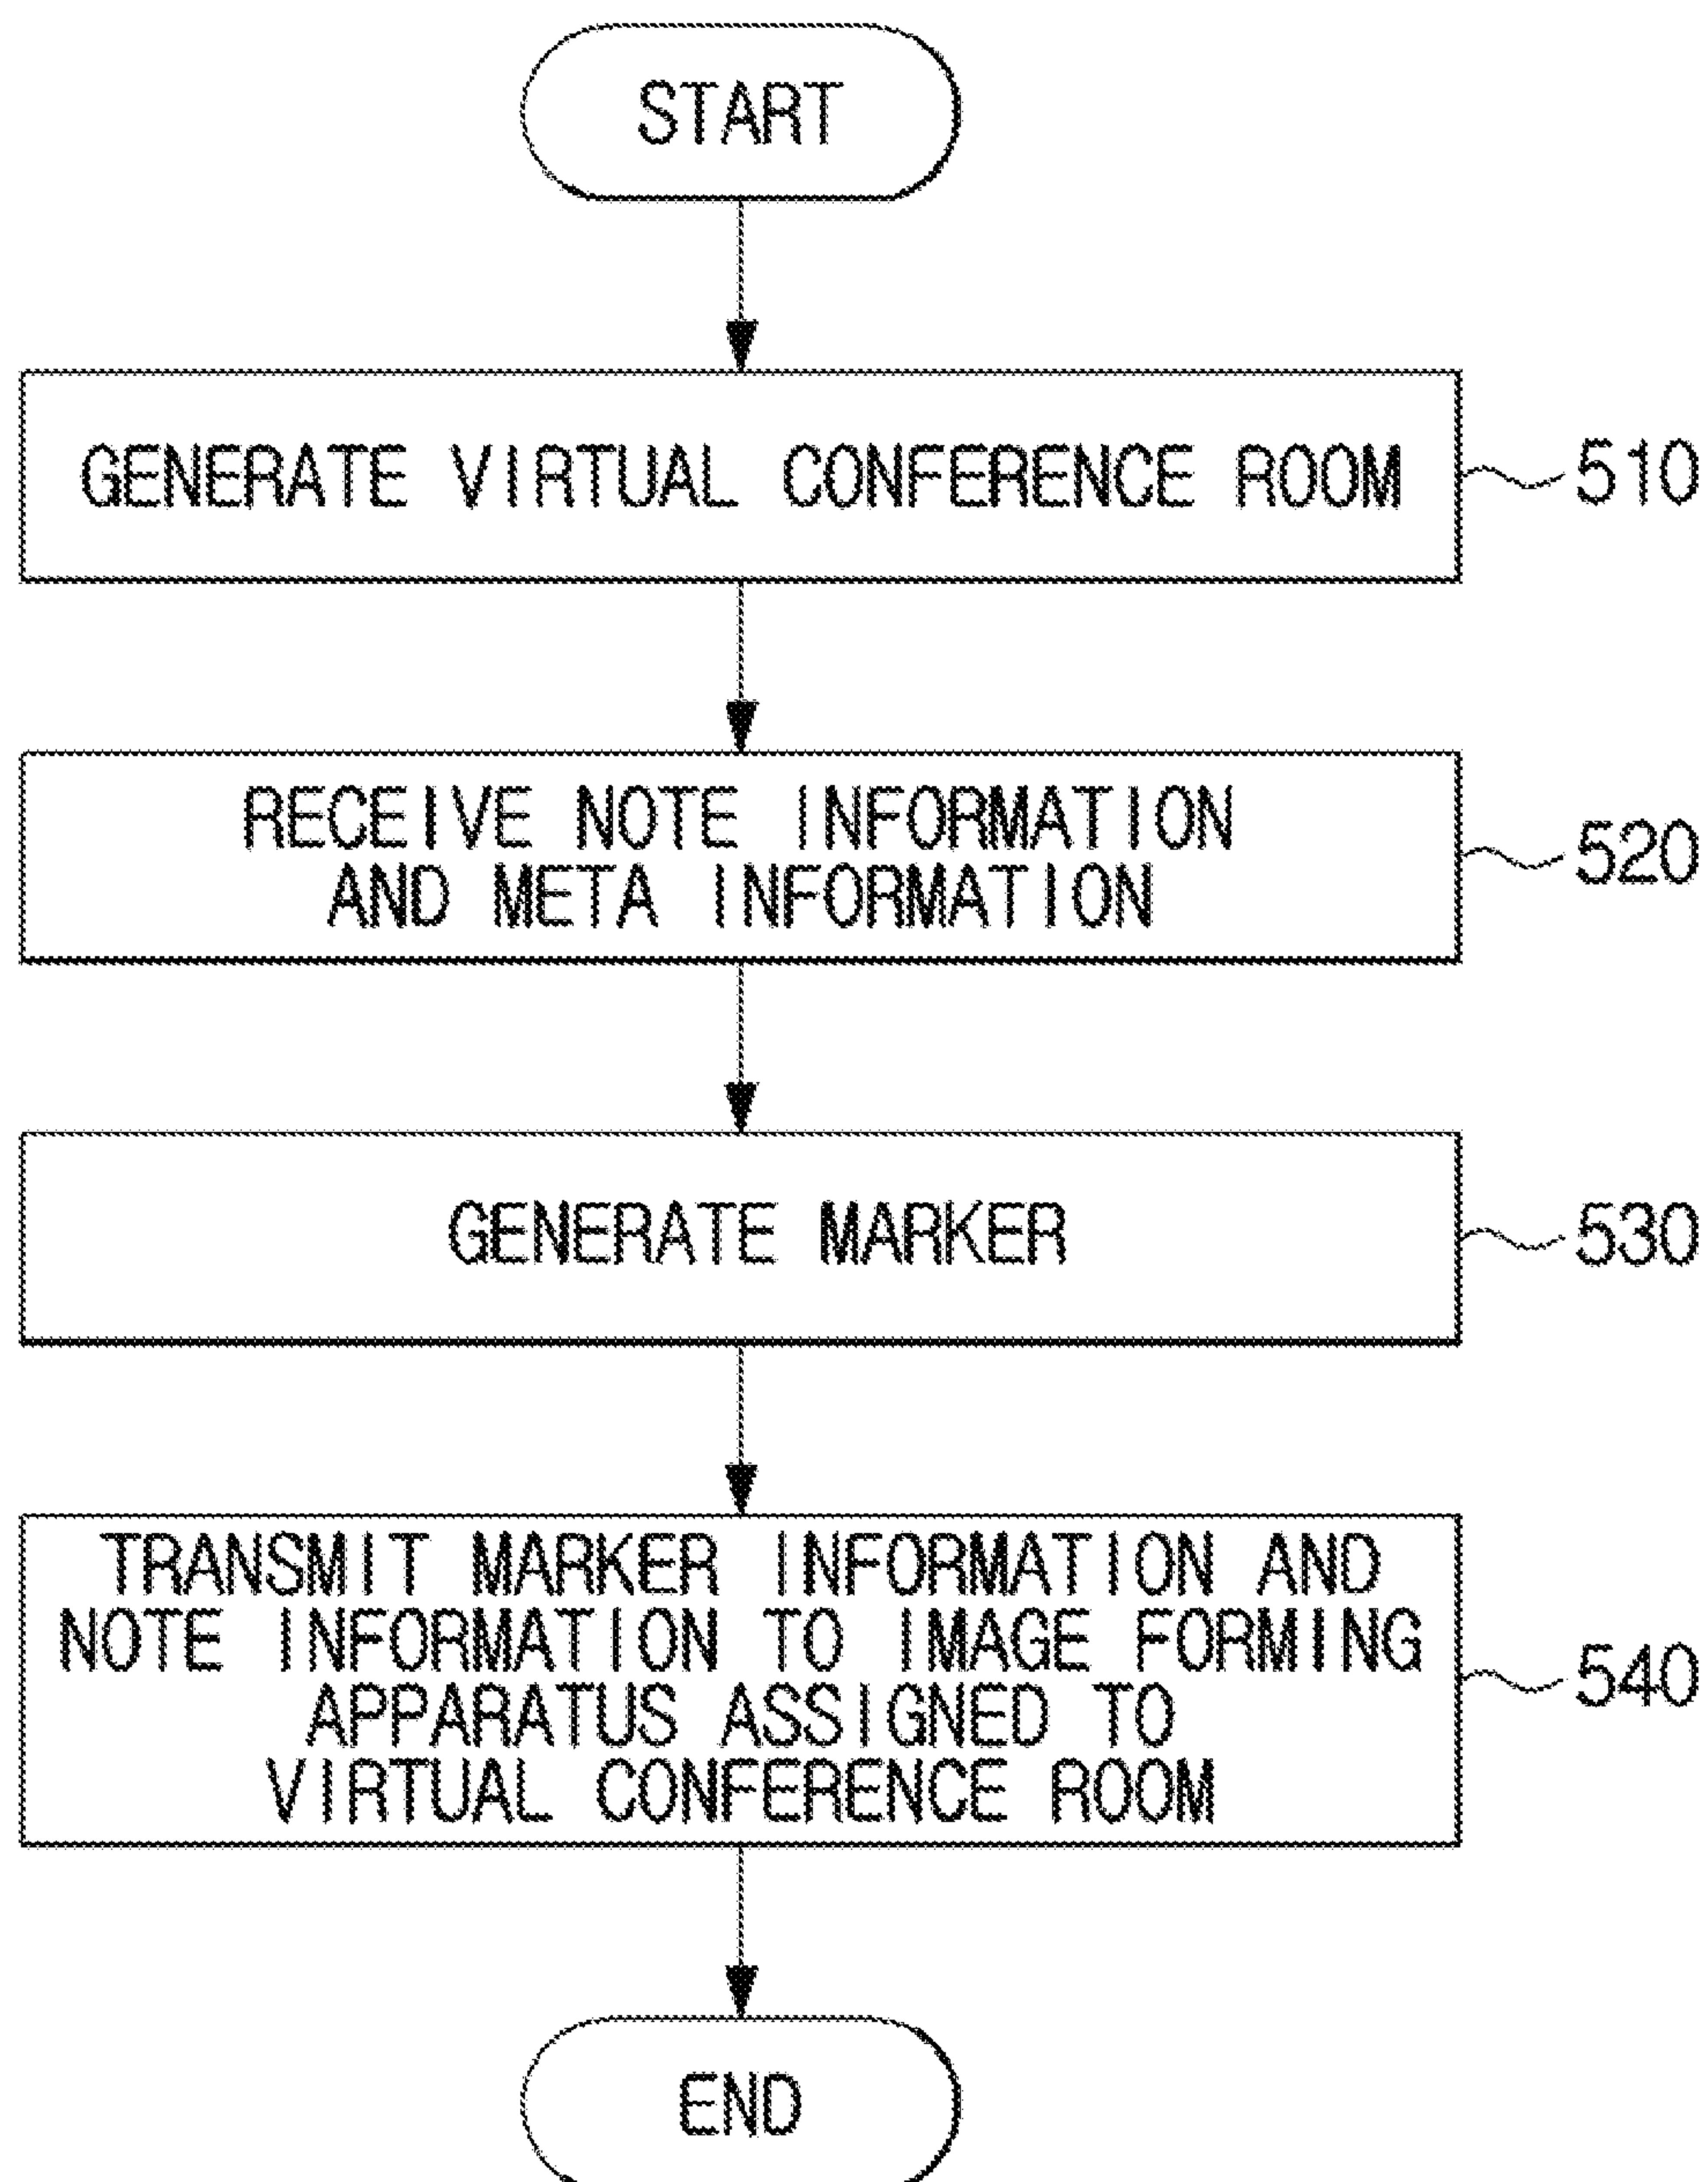 START
GENERATE VIRTUAL CONFERENCE ROOM
510
RECEIVE NOTE INFORMATION
AND META INFORMATION
520
GENERATE MARKER
530
TRANSMIT MARKER INFORMATION AND
NOTE INFORMATION TO IMAGE FORMING
APPARATUS ASSIGNED TO
VIRTUAL CONFERENCE ROOM
540
END